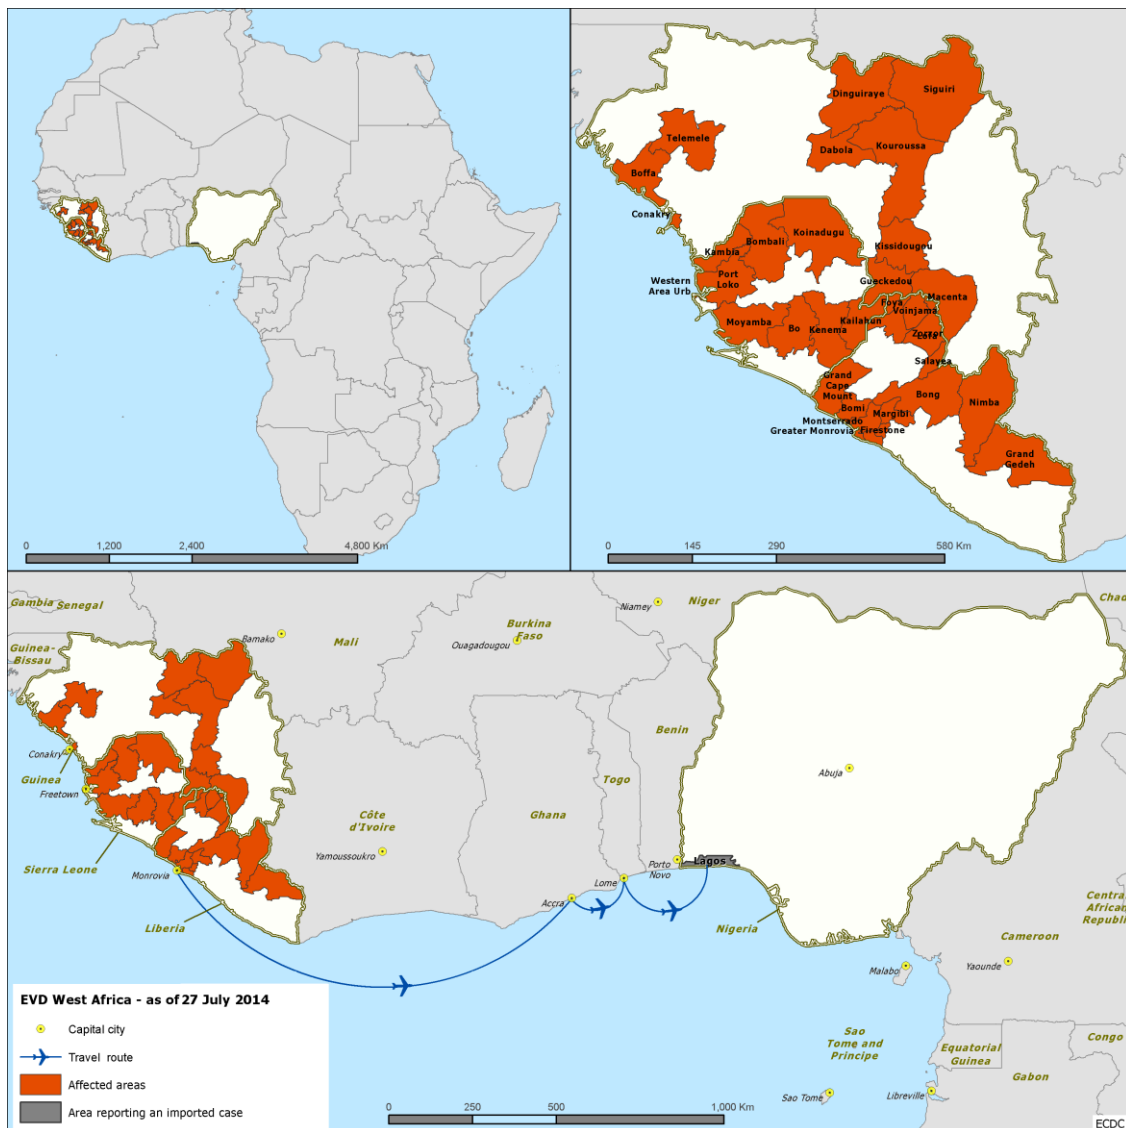 0
1,200
2,400
4,800 Km
Dinguiraye
Siguiri
Telemele
Dabola
Kouroussa
Boffa
Conakry
Koinadugu
Bombali
Kambia
Kissidougou
Western
Area Urb
Port
Loko
Gueckedou
Macenta
Foya
Voinjama
Moyamba
Bo
Kenema
Kailahun
Zorzor
Lofa
Salayea
Grand
Cape
Mount
Bong
Nimba
Bomi
Margibi
Montserrado
Firestone
Greater Monrovia
Grand
Gedeh
0
145
290
580 Km
Gambia
Senegal
Guinea-
Bissau
Bamako
Mali
Ouagadougou
Burkina
Faso
Niamey
Niger
Chad
Benin
Conakry
Guinea
Freetown
Togo
Ghana
Abuja
Côte
d'Ivoire
Yamoussoukro
Sierra Leone
Monrovia
Liberia
Accra
Lome
Porto
Novo
Lagos
Nigeria
Central
African
Republic
Cameroon
Malabo
Yaounde
Sao
Tome and
Principe
Equatorial
Guinea
Congo
Gabon
Sao Tome
Libreville
EVD West Africa - as of 27 July 2014
Capital city
Travel route
Affected areas
Area reporting an imported case
0
250
500
1,000 Km
ECDC